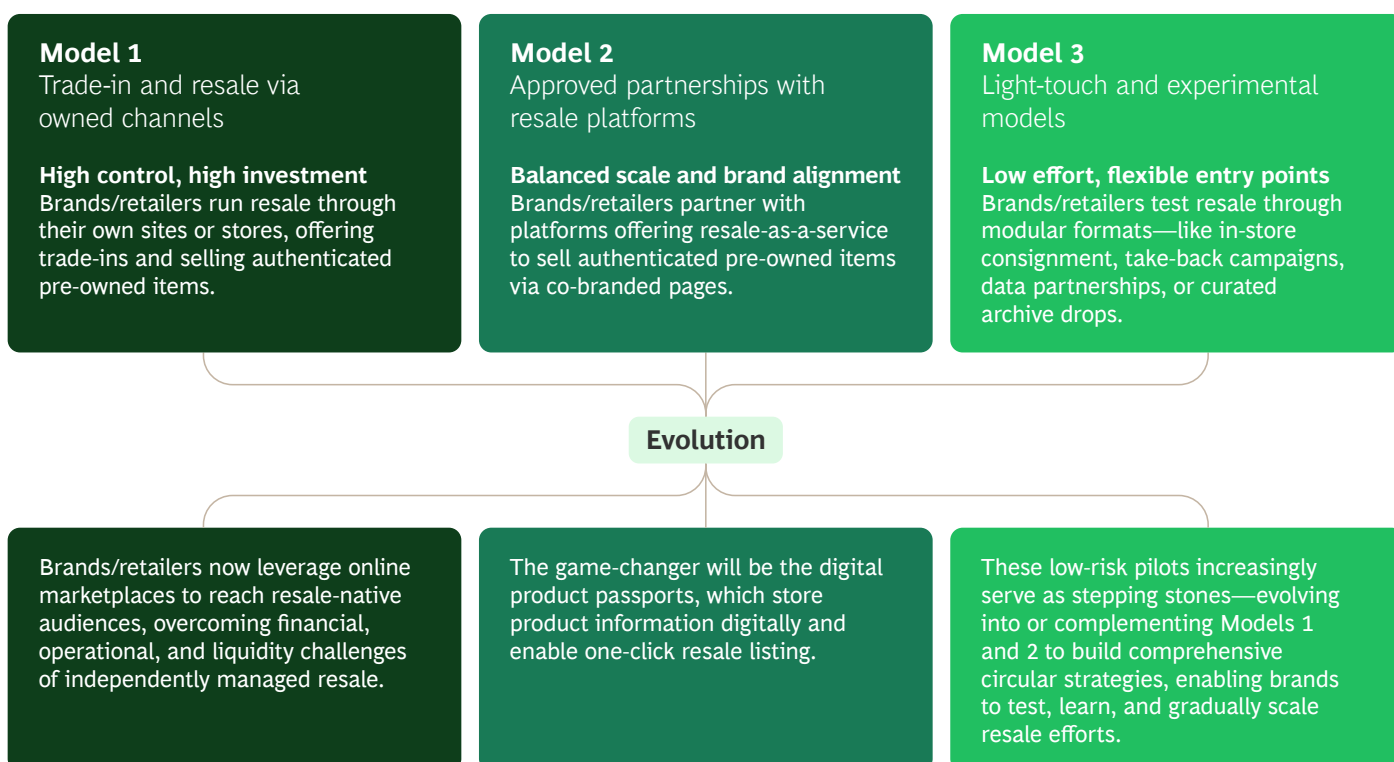 Model 1
Trade-in and resale via
owned channels
High control, high investment
Brands/retailers run resale through
their own sites or stores, offering
trade-ins and selling authenticated
pre-owned items.
Model 2
Approved partnerships with
resale platforms
Balanced scale and brand alignment
Brands/retailers partner with
platforms offering resale-as-a-service
to sell authenticated pre-owned items
via co-branded pages.
Model 3
Light-touch and experimental
models
Low effort, flexible entry points
Brands/retailers test resale through
modular formats—like in-store
consignment, take-back campaigns,
data partnerships, or curated
archive drops.
Evolution
Brands/retailers now leverage online
marketplaces to reach resale-native
audiences, overcoming financial,
operational, and liquidity challenges
of independently managed resale.
The game-changer will be the digital
product passports, which store
product information digitally and
enable one-click resale listing.
These low-risk pilots increasingly
serve as stepping stones—evolving
into or complementing Models 1
and 2 to build comprehensive
circular strategies, enabling brands
to test, learn, and gradually scale
resale efforts.